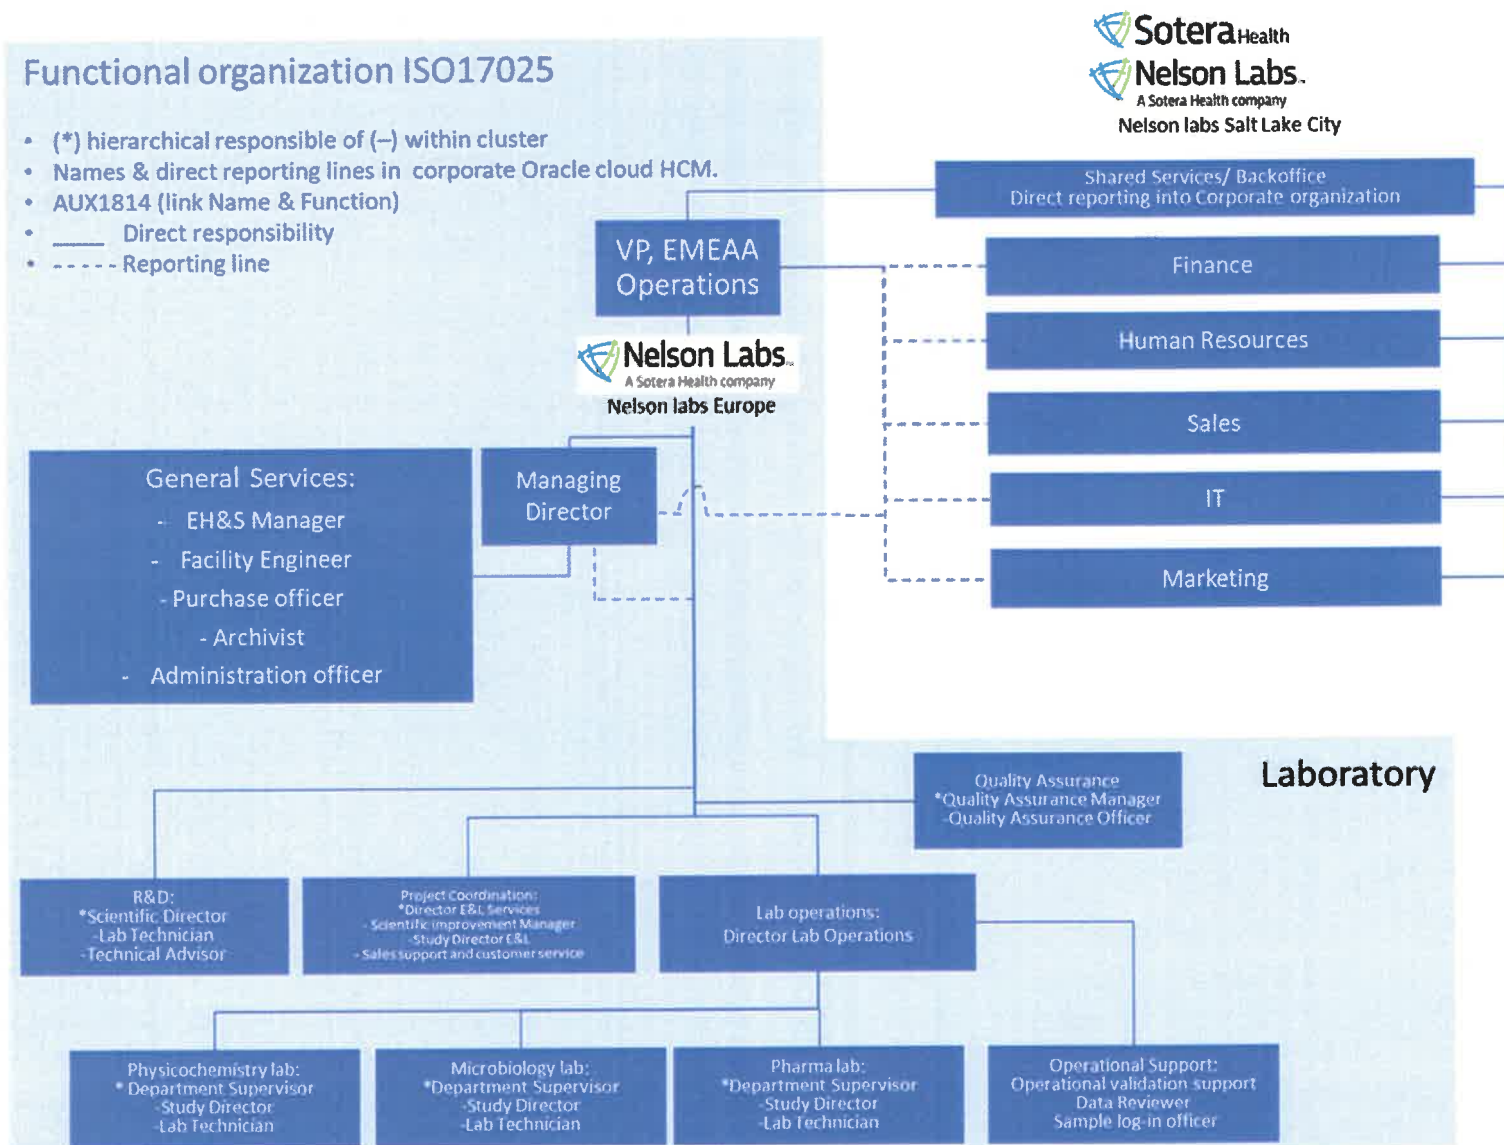 Sotera Health
Nelson Labs™
A Sotera Health company
Nelson labs Salt Lake City
Functional organization ISO17025
• (*) hierarchical responsible of (–) within cluster
• Names & direct reporting lines in corporate Oracle cloud HCM.
• AUX1814 (link Name & Function)
• ____ Direct responsibility
• ----- Reporting line
Shared Services/ Backoffice
Direct reporting into Corporate organization
VP, EMEAA
Operations
Finance
Human Resources
Sales
IT
Marketing
Nelson Labs™
A Sotera Health company
Nelson labs Europe
Managing
Director
General Services:
- EH&S Manager
- Facility Engineer
- Purchase officer
- Archivist
- Administration officer
Laboratory
Quality Assurance
*Quality Assurance Manager
-Quality Assurance Officer
R&D:
*Scientific Director
-Lab Technician
-Technical Advisor
Project Coordination:
*Director E&L Services
- Scientific improvement Manager
-Study Director E&L
- Sales support and customer service
Lab operations:
Director Lab Operations
Physicochemistry lab:
* Department Supervisor
-Study Director
-Lab Technician
Microbiology lab:
*Department Supervisor
-Study Director
-Lab Technician
Pharma lab:
*Department Supervisor
-Study Director
-Lab Technician
Operational Support:
Operational validation support
Data Reviewer
Sample log-in officer